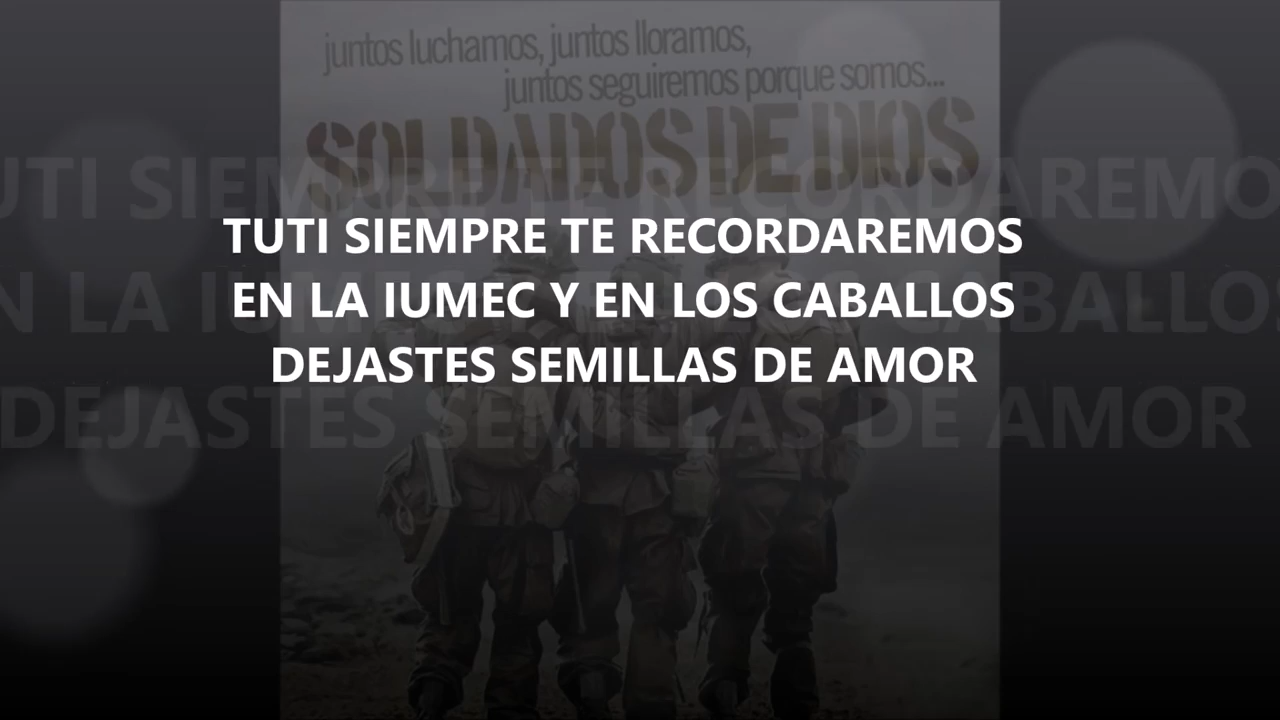 juntos luchamos, juntos lloramos,
juntos seguiremos porque somos...
SOLDADOS DE DIOS
TUTI SIEMPRE TE RECORDAREMOS
EN LA IUMEC Y EN LOS CABALLOS
DEJASTES SEMILLAS DE AMOR